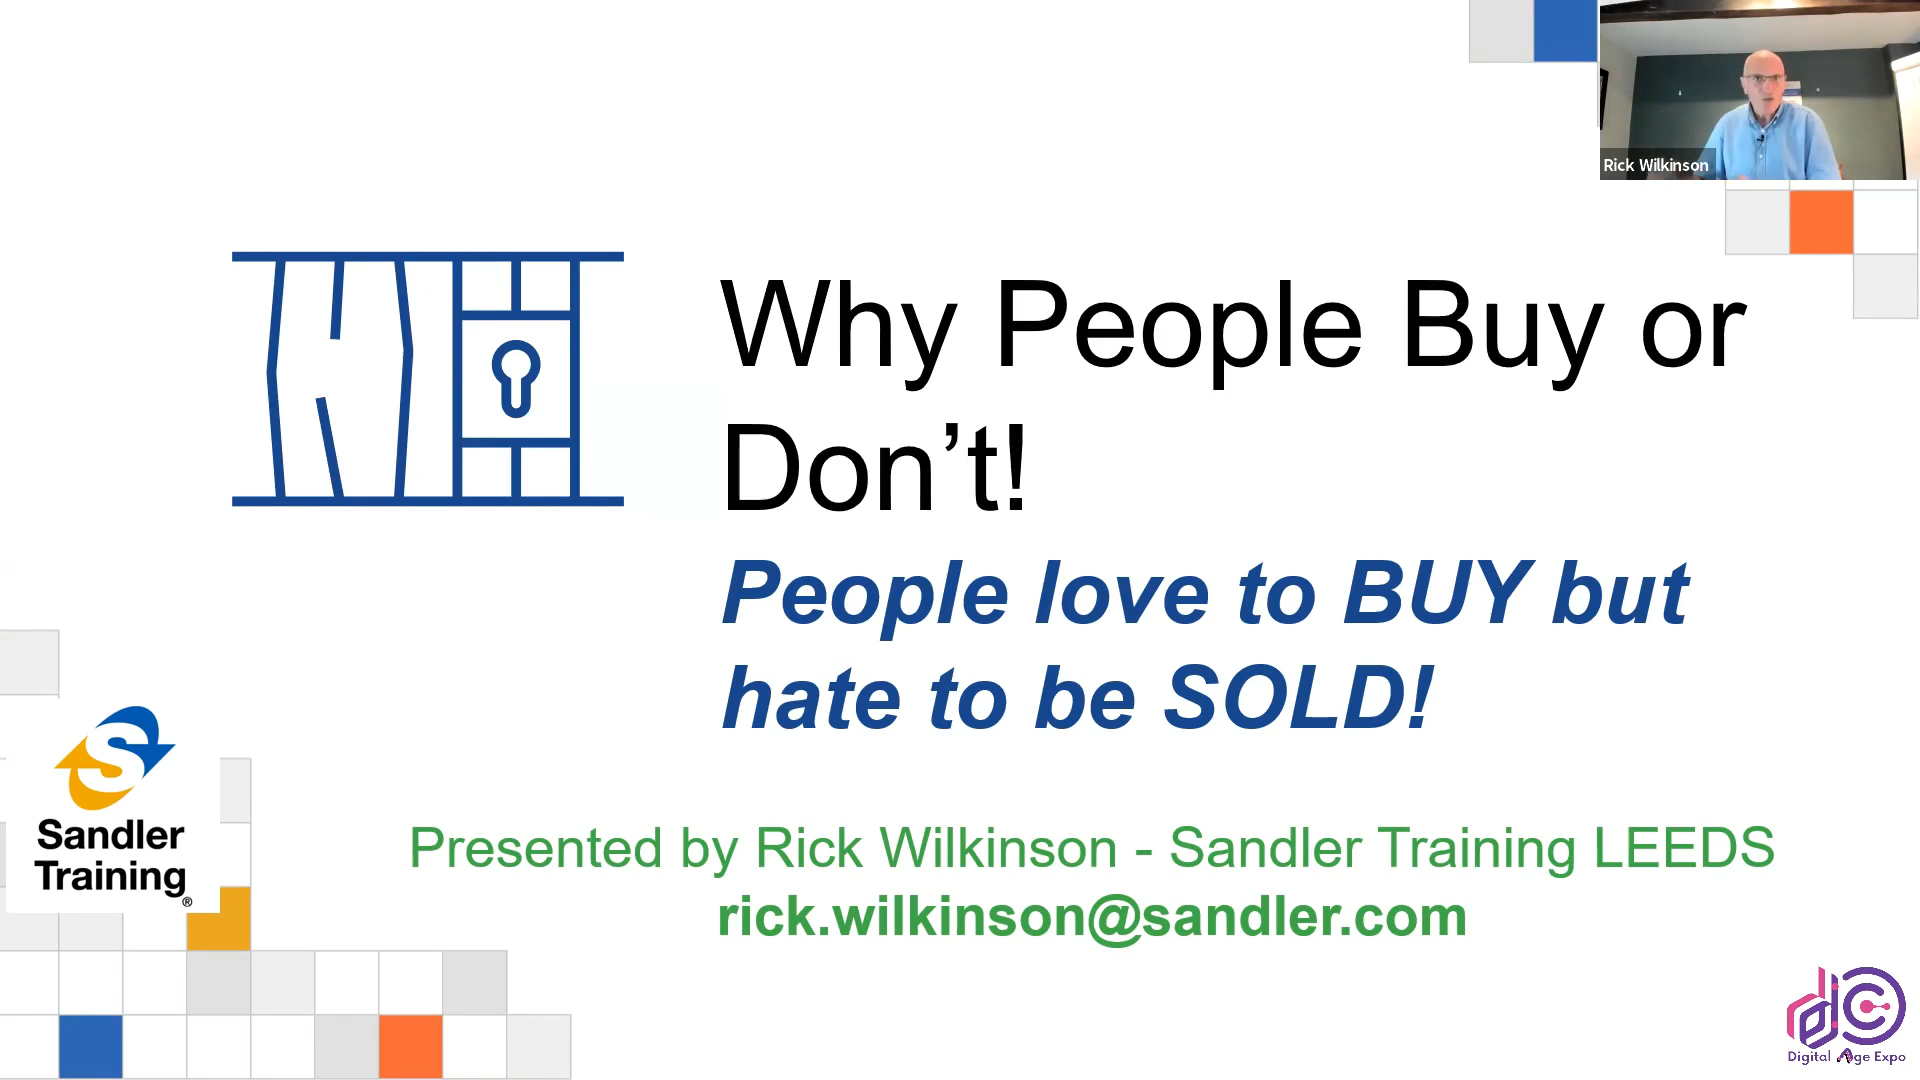 Rick Wilkinson
Why People Buy or
Don’t!
People love to BUY but
hate to be SOLD!
Sandler
Training®
Presented by Rick Wilkinson - Sandler Training LEEDS
rick.wilkinson@sandler.com
Digital Age Expo